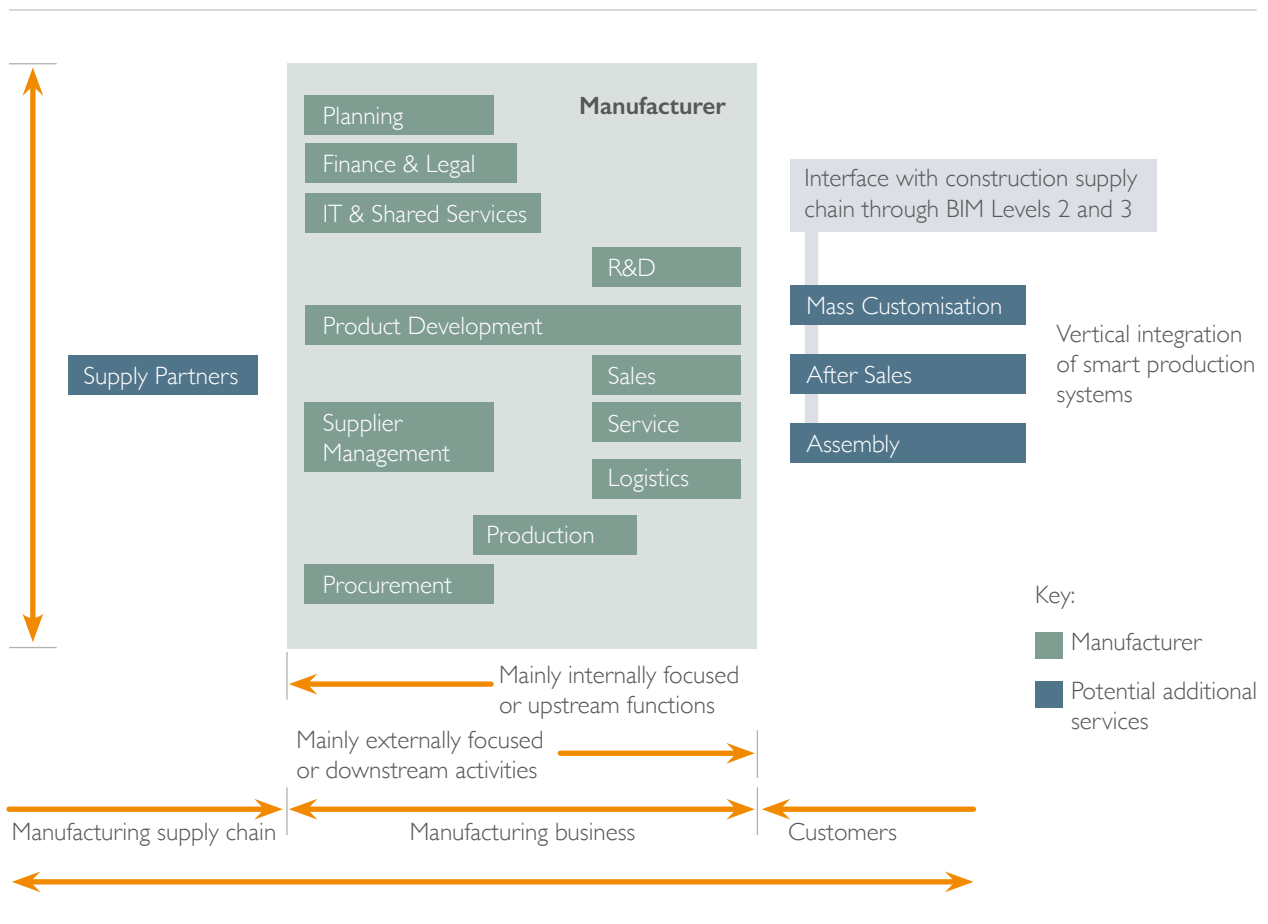 Manufacturer
Planning
Finance & Legal
IT & Shared Services
R&D
Product Development
Sales
Supplier
Management
Service
Logistics
Production
Procurement
Supply Partners
Interface with construction supply
chain through BIM Levels 2 and 3
Mass Customisation
After Sales
Assembly
Vertical integration
of smart production
systems
Key:
Manufacturer
Potential additional
services
Mainly internally focused
or upstream functions
Mainly externally focused
or downstream activities
Manufacturing supply chain
Manufacturing business
Customers